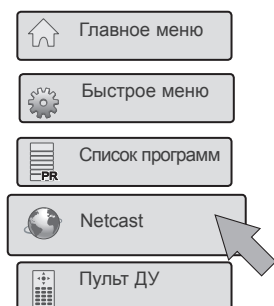 Главное меню
Быстрое меню
PR
Список программ
Netcast
Пульт ДУ